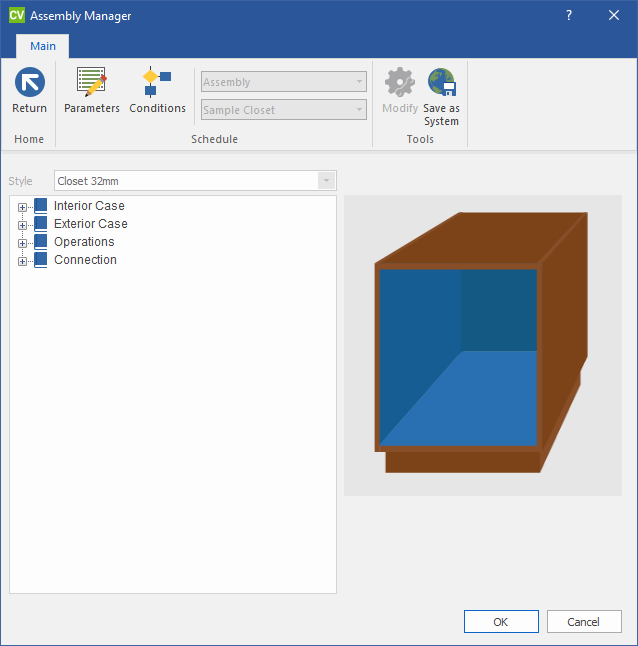 CV Assembly Manager ?
Main
Return Parameters Conditions Assembly Modify Save as System
Sample Closet
Home Schedule Tools
Style Closet 32mm
Interior Case
Exterior Case
Operations
Connection
OK Cancel